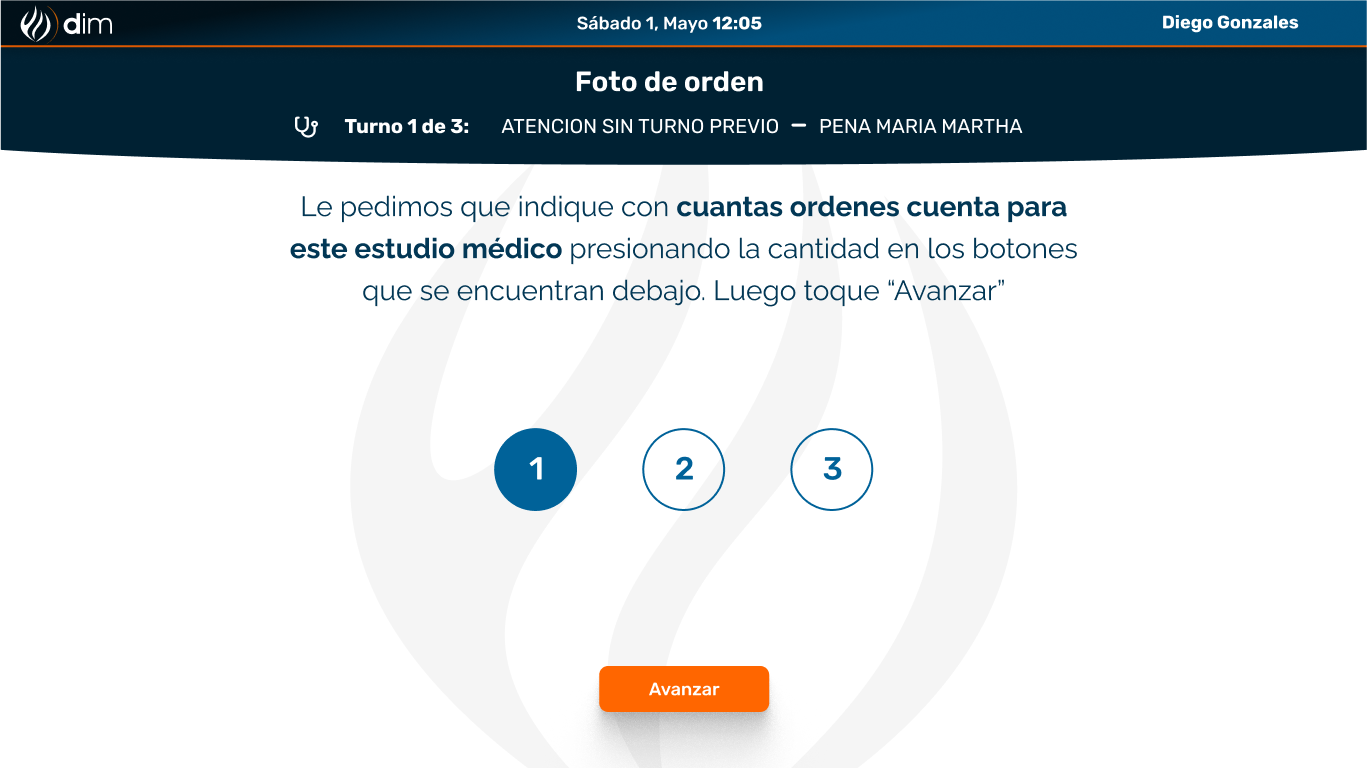 dim
Sábado 1, Mayo 12:05
Diego Gonzales
Foto de orden
Turno 1 de 3: ATENCION SIN TURNO PREVIO — PENA MARIA MARTHA
Le pedimos que indique con cuantas ordenes cuenta para
este estudio médico presionando la cantidad en los botones
que se encuentran debajo. Luego toque “Avanzar”
1 2 3
Avanzar